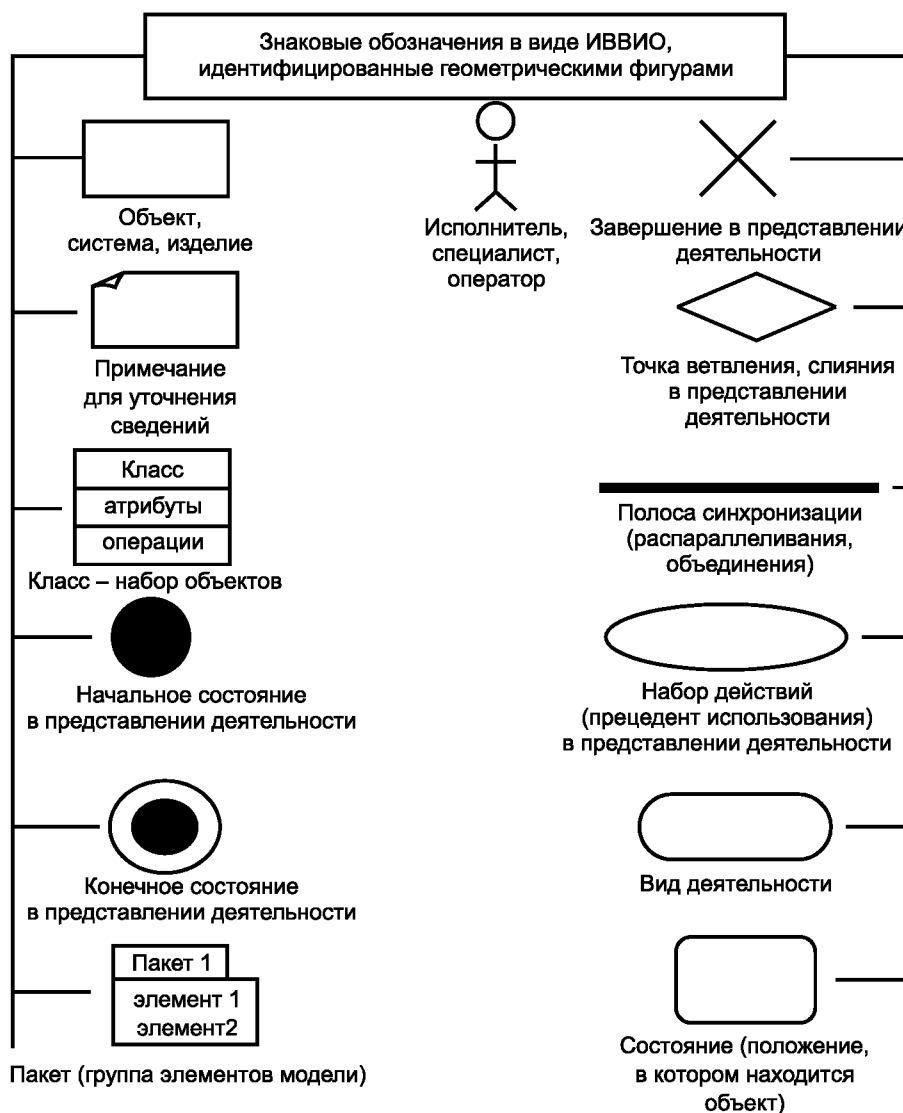 Знаковые обозначения в виде ИВВИО,
идентифицированные геометрическими фигурами
Объект,
система, изделие
Исполнитель,
специалист,
оператор
Завершение в представлении
деятельности
Примечание
для уточнения
сведений
Точка ветвления, слияния
в представлении
деятельности
Класс
атрибуты
операции
Класс – набор объектов
Полоса синхронизации
(распараллеливания,
объединения)
Начальное состояние
в представлении деятельности
Набор действий
(прецедент использования)
в представлении деятельности
Конечное состояние
в представлении деятельности
Вид деятельности
Пакет 1
элемент 1
элемент2
Пакет (группа элементов модели)
Состояние (положение,
в котором находится
объект)